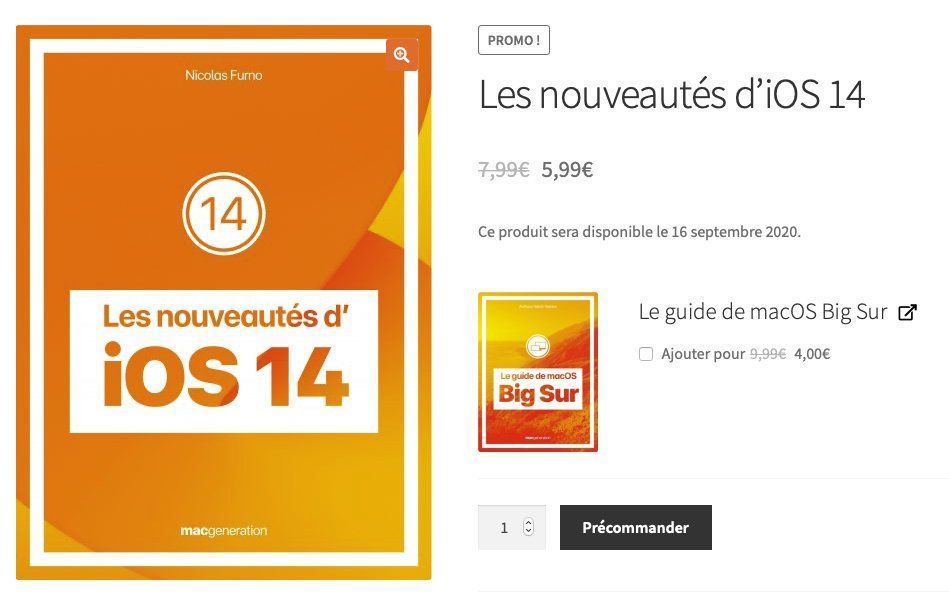 Nicolas Furno
14
Les nouveautés d'
iOS 14
macgeneration
PROMO !
Les nouveautés d’iOS 14
7,99€ 5,99€
Ce produit sera disponible le 16 septembre 2020.
Le guide de macOS
Big Sur
Le guide de macOS Big Sur
Ajouter pour 9,99€ 4,00€
1
Précommander